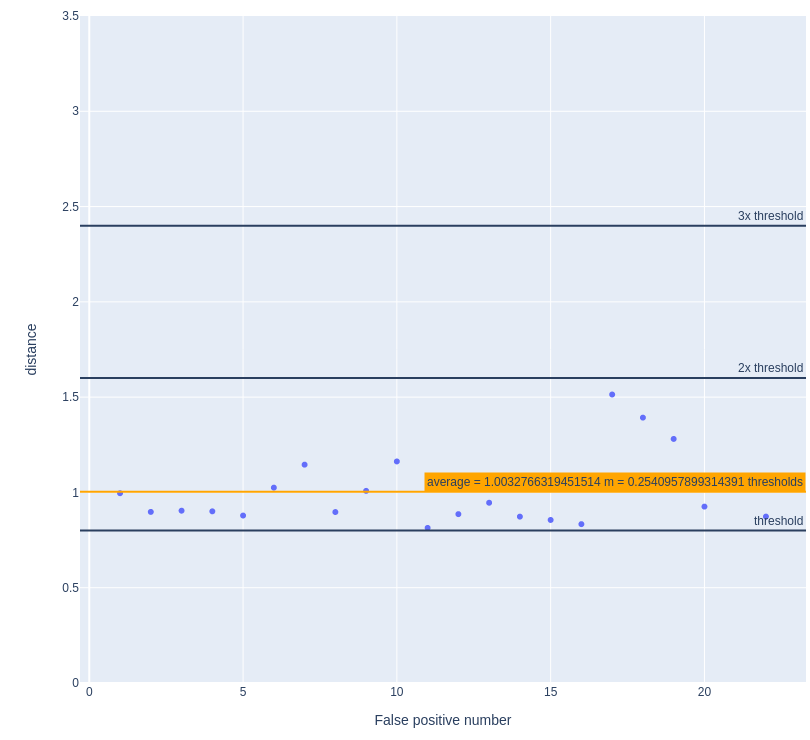 3.5
3
2.5
3x threshold
2
2x threshold
1.5
average = 1.0032766319451514 m = 0.2540957899314391 thresholds
1
threshold
0.5
0
0 5 10 15 20
distance
False positive number